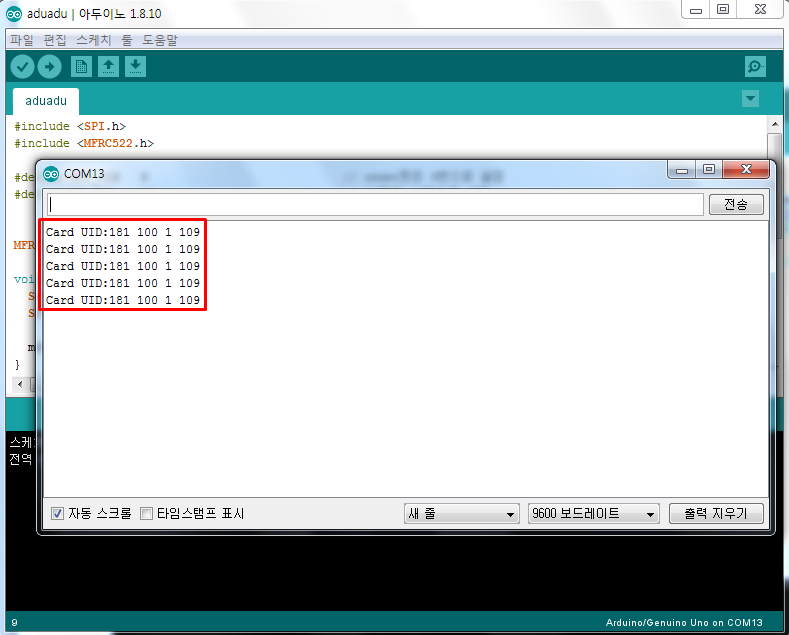 aduadu | 아두이노 1.8.10
파일 편집 스케치 툴 도움말
aduadu
#include <SPI.h>
#include <MFRC522.h>
#de
#de
MFR
voi
S
S
m
}
COM13
전송
Card UID:181 100 1 109
Card UID:181 100 1 109
Card UID:181 100 1 109
Card UID:181 100 1 109
Card UID:181 100 1 109
자동 스크롤 타임스탬프 표시 새 줄 9600 보드레이트 출력 지우기
스케
전역
9 Arduino/Genuino Uno on COM13